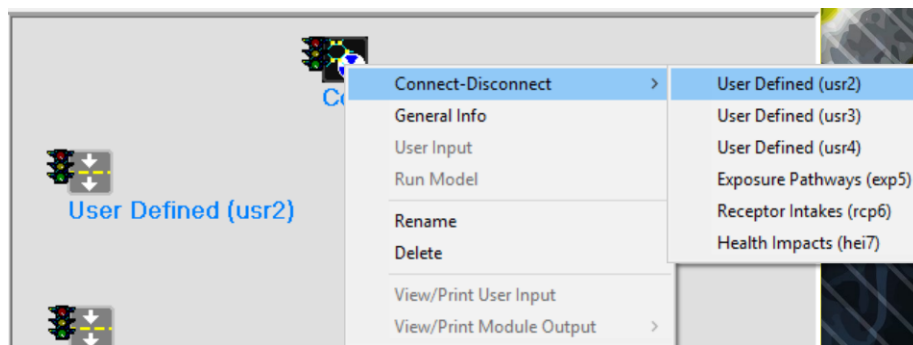 Co
Connect-Disconnect
User Defined (usr2)
General Info
User Defined (usr3)
User Input
User Defined (usr4)
Run Model
Exposure Pathways (exp5)
User Defined (usr2)
Rename
Receptor Intakes (rcp6)
Delete
Health Impacts (hei7)
View/Print User Input
View/Print Module Output